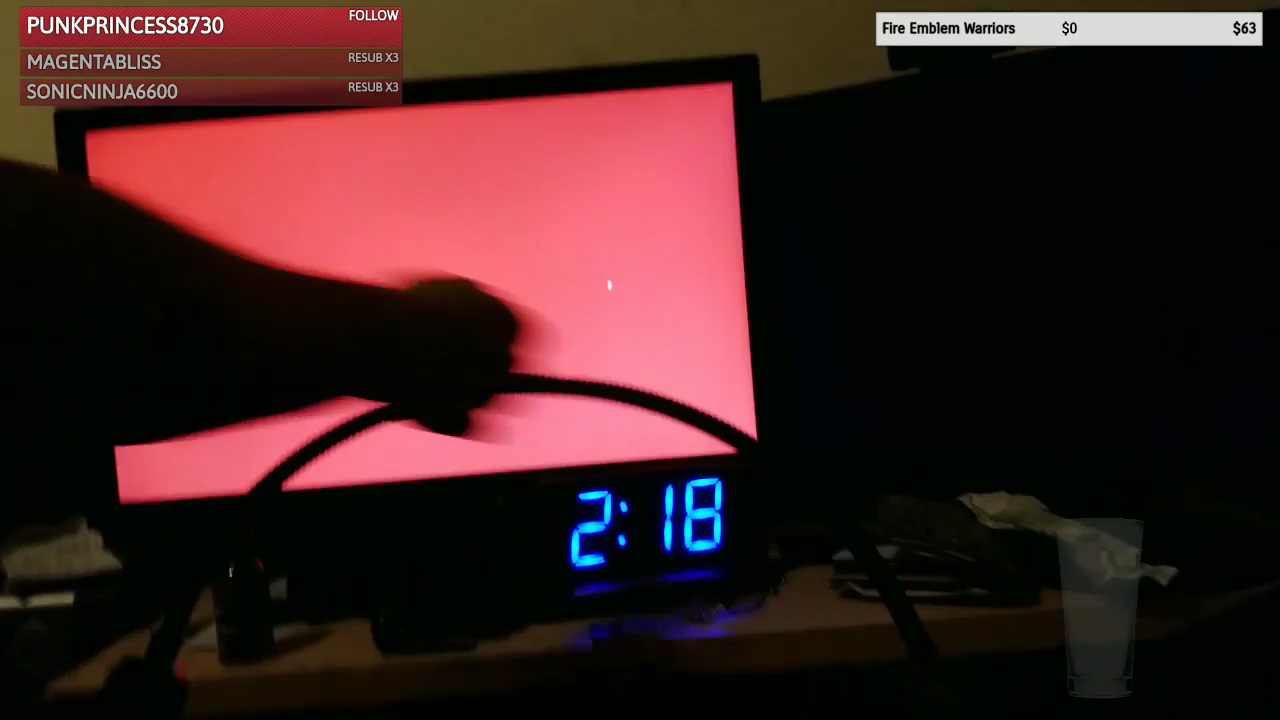 PUNKPRINCESS8730 FOLLOW
MAGENTABLISS RESUB X3
SONICNINJA6600 RESUB X3
Fire Emblem Warriors $0 $63
2:18